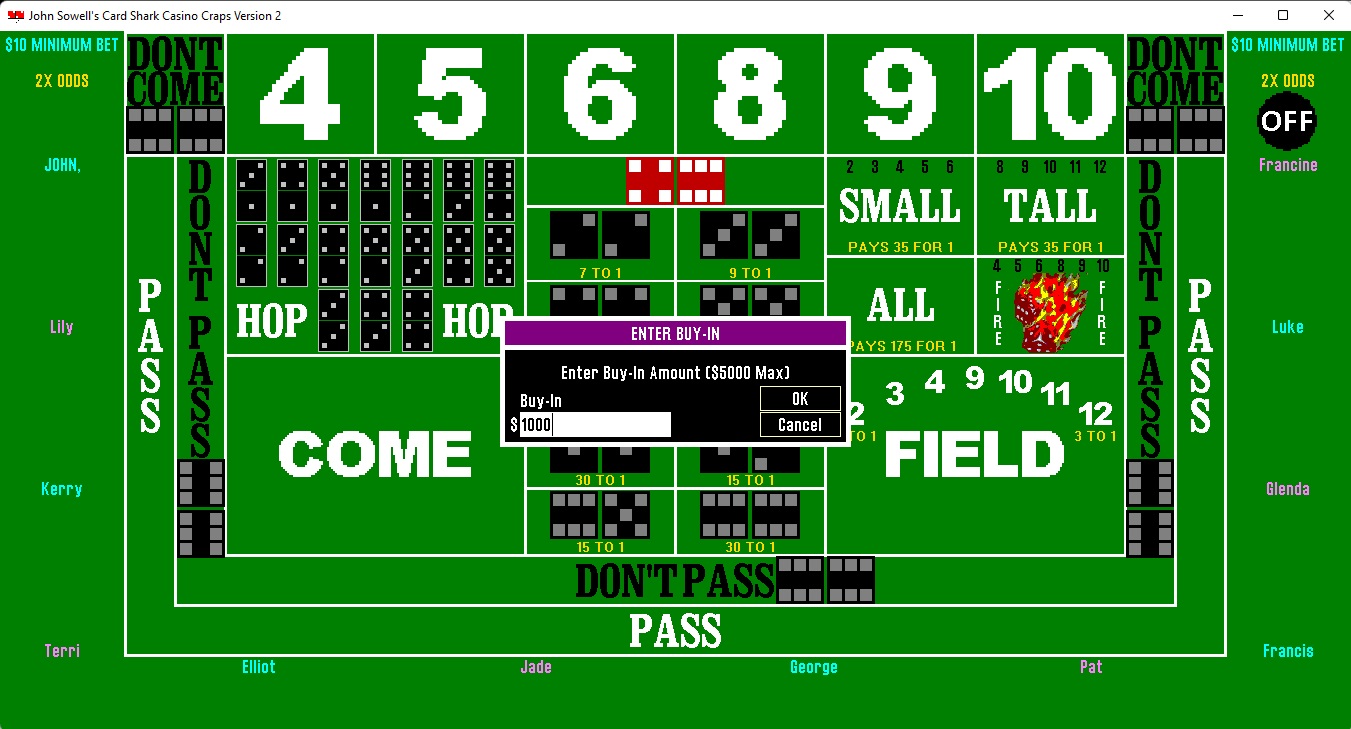 John Sowell's Card Shark Casino Craps Version 2
$10 MINIMUM BET
2X ODDS
DONT
COME
4
5
6
8
9
10
DONT
COME
$10 MINIMUM BET
2X ODDS
OFF
JOHN,
Lily
Kerry
Terri
PASS
DONT PASS
HOP
HOP
7 TO 1
9 TO 1
30 TO 1
15 TO 1
15 TO 1
30 TO 1
2 3 4 5 6
SMALL
PAYS 35 FOR 1
8 9 10 11 12
TALL
PAYS 35 FOR 1
ALL
PAYS 175 FOR 1
4 5 6 8 9 10
FIRE
FIRE
ENTER BUY-IN
Enter Buy-In Amount ($5000 Max)
Buy-In
$ 1000
OK
Cancel
COME
2 3 4 9 10 11 12
TO 1
3 TO 1
FIELD
DONT PASS
PASS
Francine
Luke
Glenda
Francis
DON'T PASS
PASS
Elliot
Jade
George
Pat